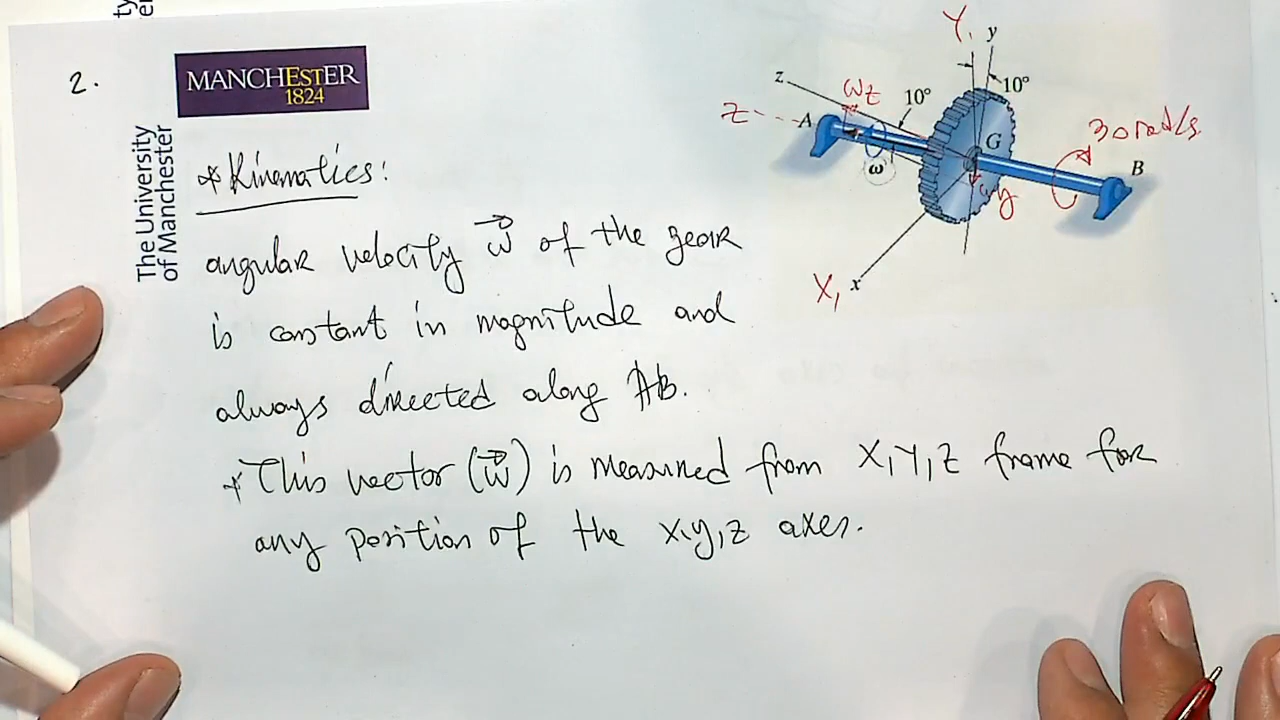 ty
er
2.
MANCHESTER
1824
The University
of Manchester
* Kinematics:
angular velocity ω of the gear
is constant in magnitude and
always directed along AB.
* This vector (ω) is measured from X,Y,Z frame for
any position of the x,y,z axes.
Y,
y
z
10°
10°
ωz
Z
A
G
30 rad/s
B
ω
ωy
X,
x